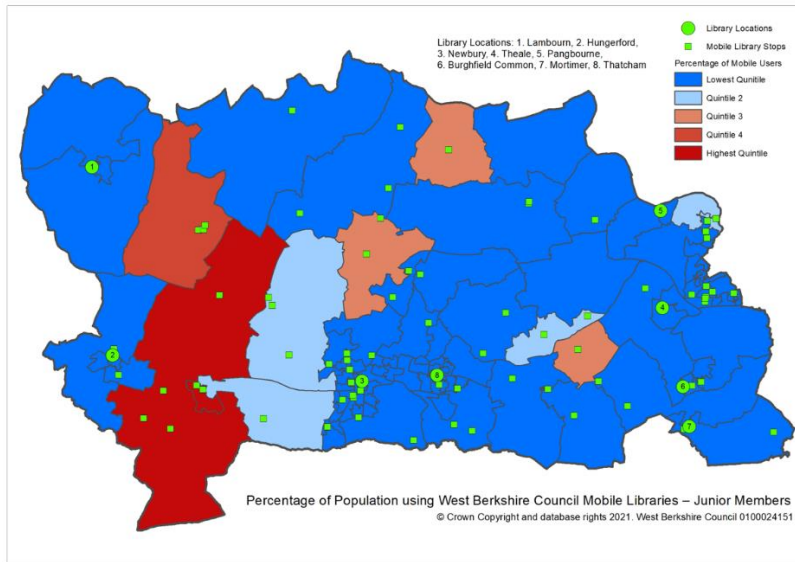 Library Locations: 1. Lambourn, 2. Hungerford,
3. Newbury, 4. Theale, 5. Pangbourne,
6. Burghfield Common, 7. Mortimer, 8. Thatcham
Library Locations
Mobile Library Stops
Percentage of Mobile Users
Lowest Qunitile
Quintile 2
Quintile 3
Quintile 4
Highest Quintile
1
5
4
2
3
8
6
7
Percentage of Population using West Berkshire Council Mobile Libraries – Junior Members
© Crown Copyright and database rights 2021. West Berkshire Council 0100024151